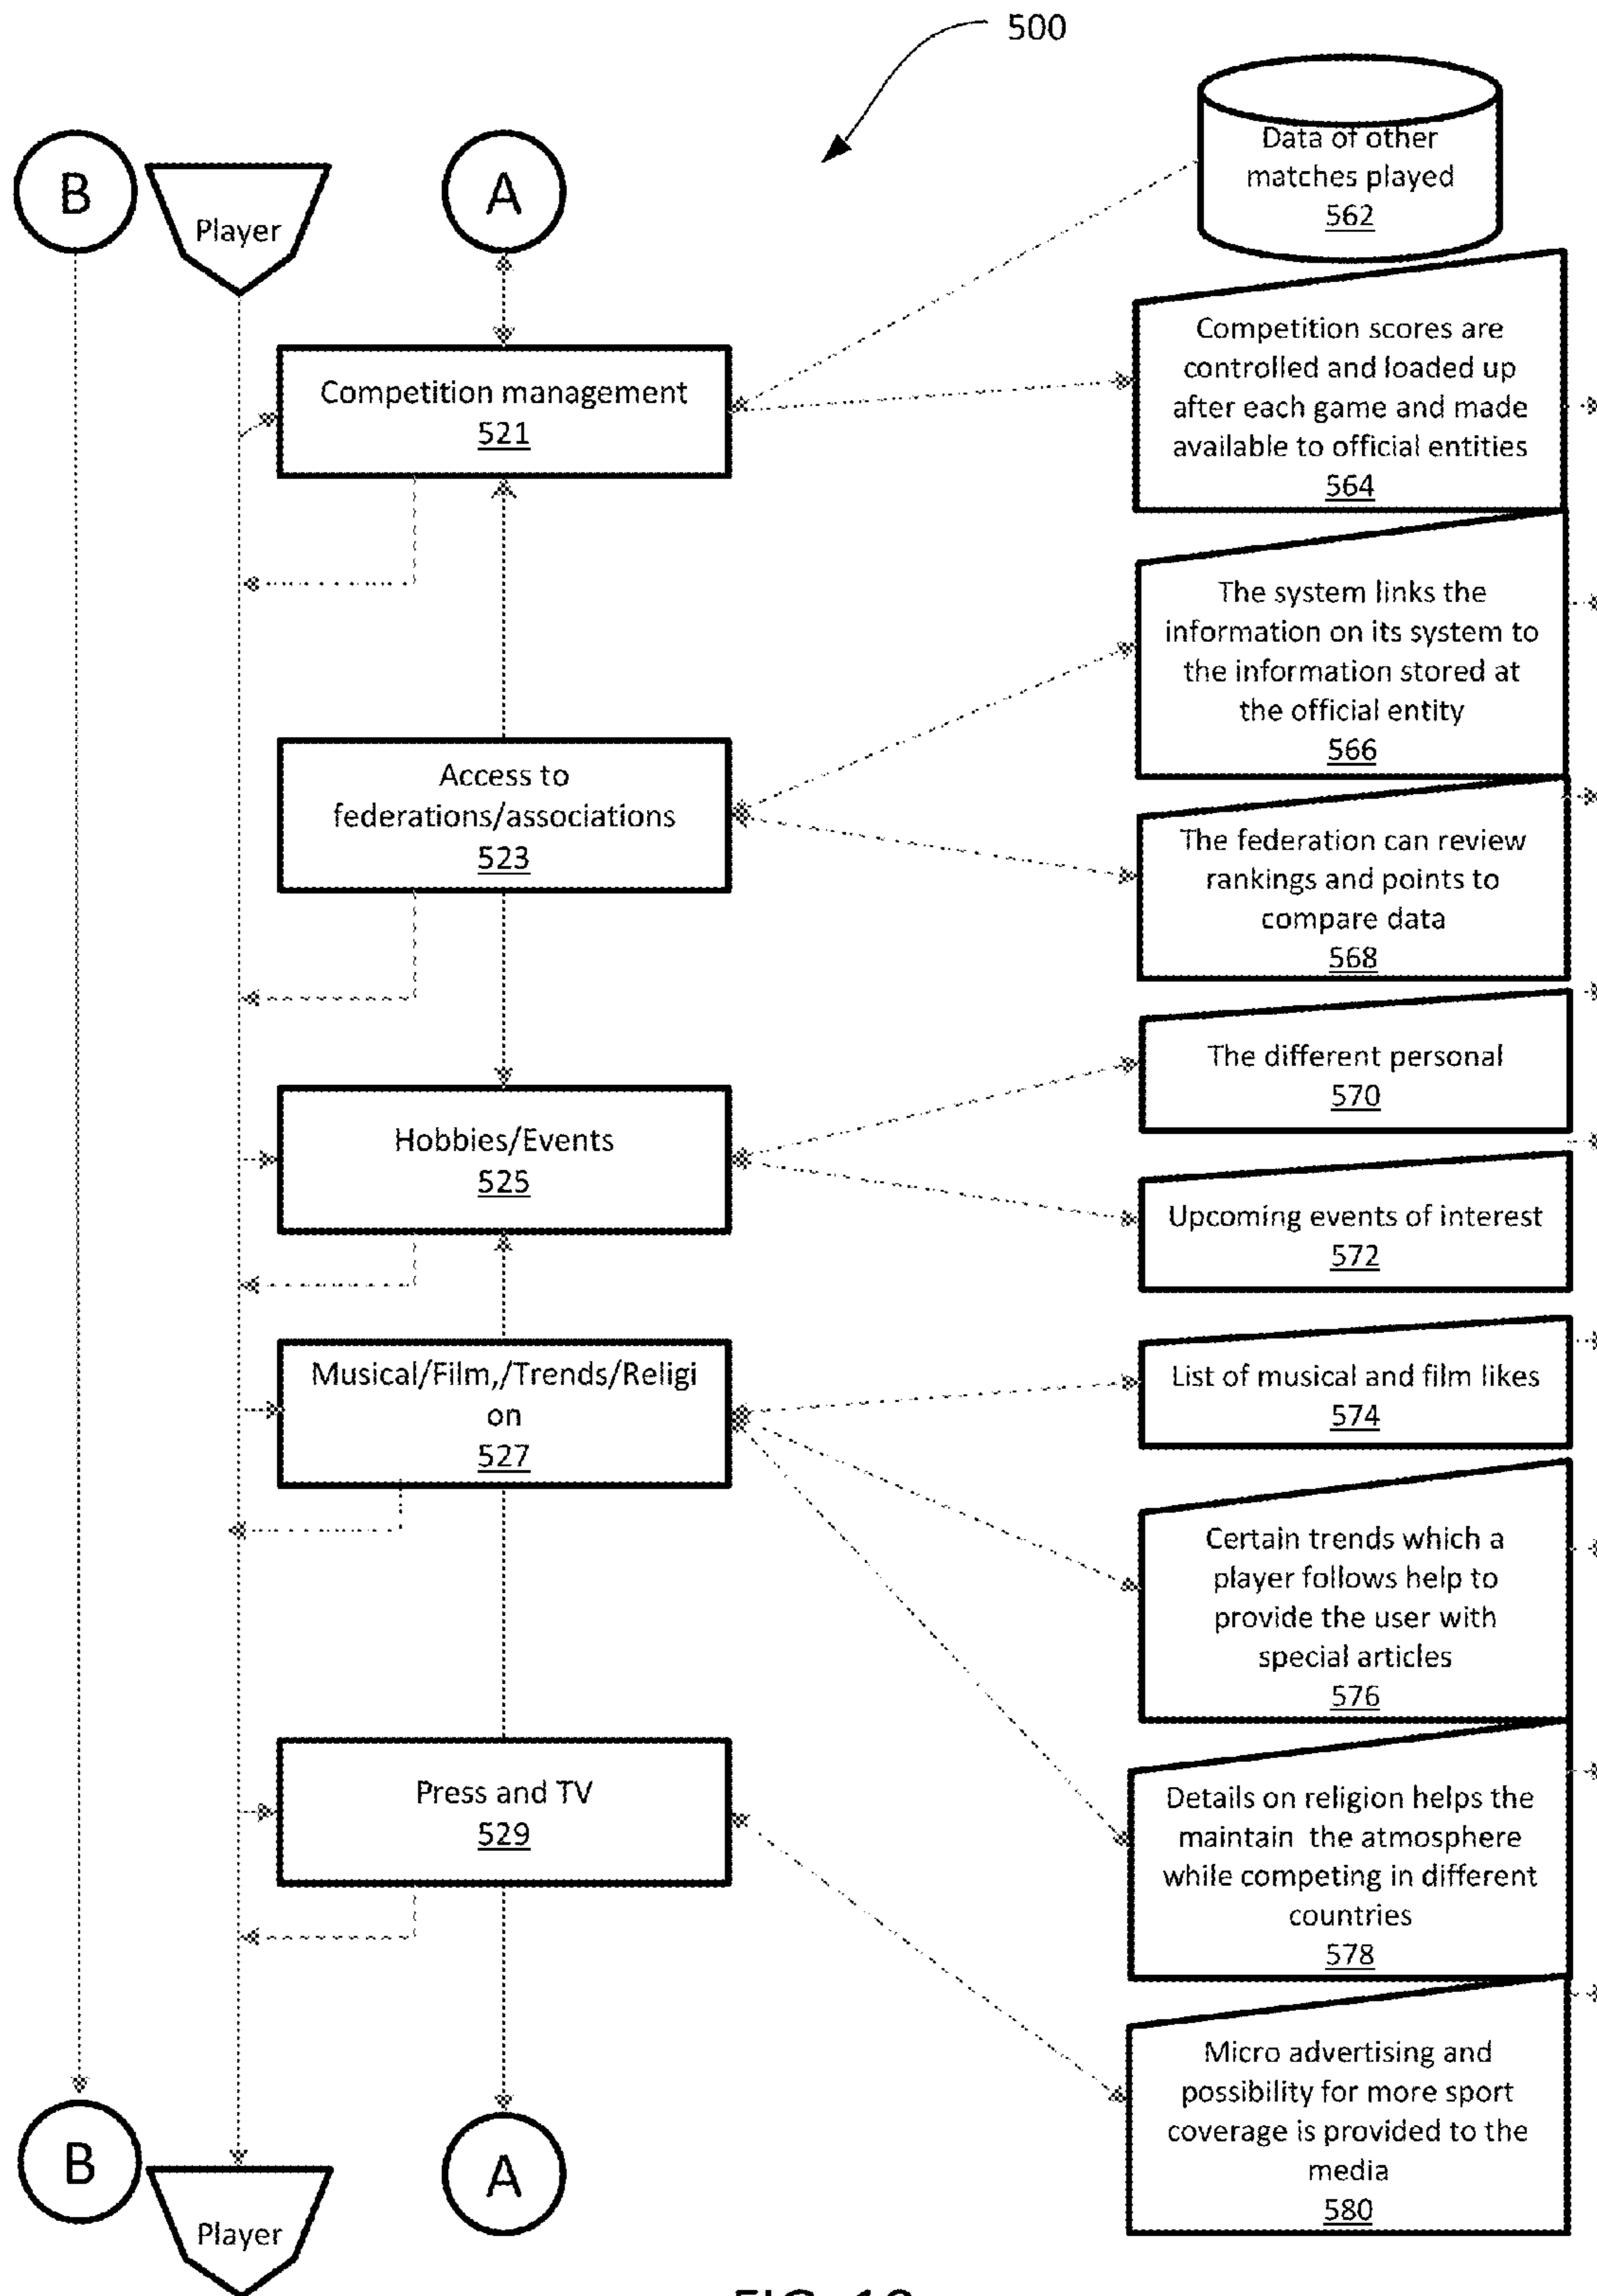 500
B
Player
A
Data of other
matches played
562
Competition management
521
Competition scores are
controlled and loaded up
after each game and made
available to official entities
564
The system links the
information on its system to
the information stored at
the official entity
566
Access to
federations/associations
523
The federation can review
rankings and points to
compare data
568
The different personal
570
Hobbies/Events
525
Upcoming events of interest
572
Musical/Film,/Trends/Religi
on
527
List of musical and film likes
574
Certain trends which a
player follows help to
provide the user with
special articles
576
Press and TV
529
Details on religion helps the
maintain the atmosphere
while competing in different
countries
578
Micro advertising and
possibility for more sport
coverage is provided to the
media
580
B
Player
A